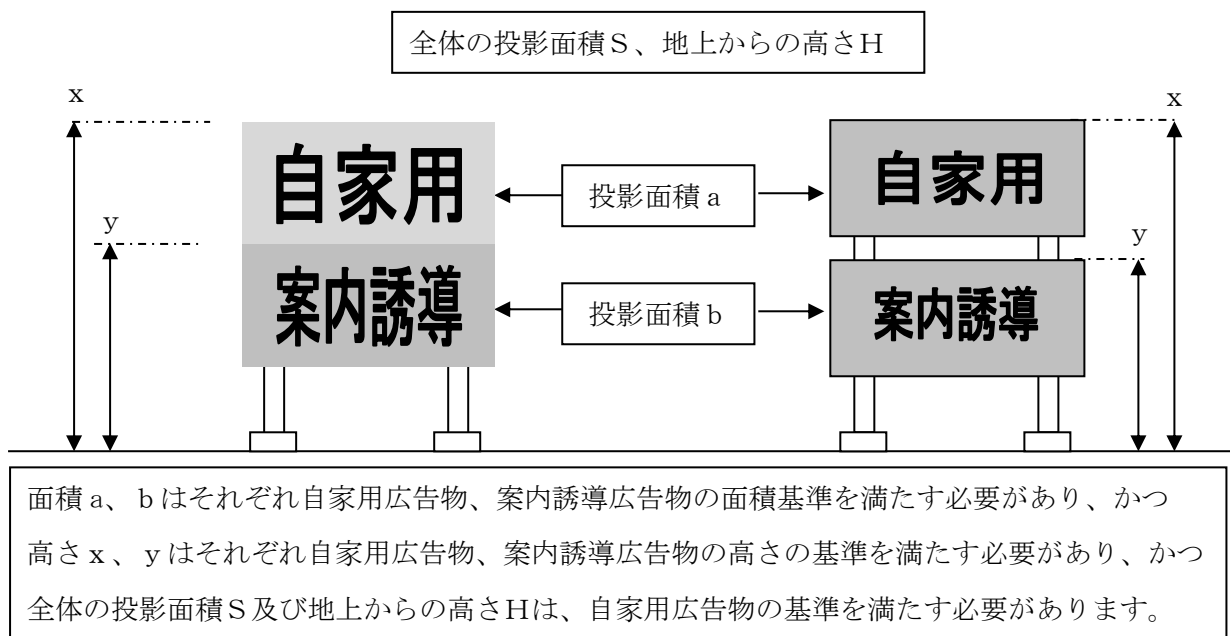 全体の投影面積Ｓ、地上からの高さＨ
ｘ
ｘ
自家用
投影面積ａ
自家用
ｙ
ｙ
案内誘導
投影面積ｂ
案内誘導
面積ａ、ｂはそれぞれ自家用広告物、案内誘導広告物の面積基準を満たす必要があり、かつ
高さｘ、ｙはそれぞれ自家用広告物、案内誘導広告物の高さの基準を満たす必要があり、かつ
全体の投影面積Ｓ及び地上からの高さＨは、自家用広告物の基準を満たす必要があります。